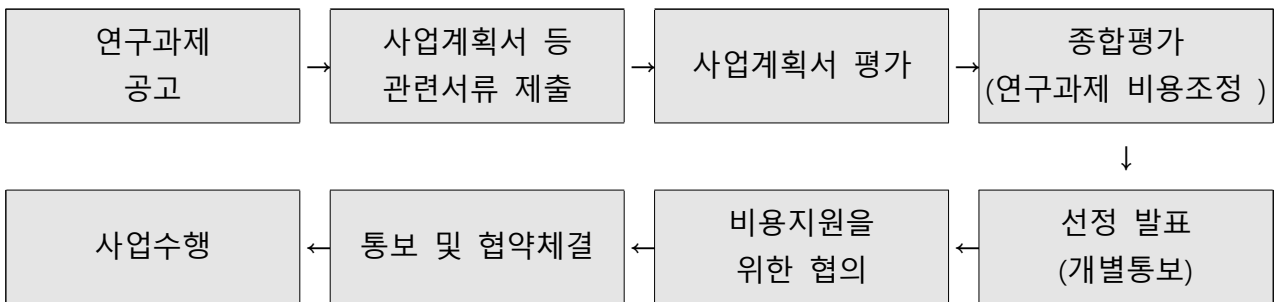 연구과제
공고
→
사업계획서 등
관련서류 제출
→
사업계획서 평가
→
종합평가
(연구과제 비용조정 )
↓
선정 발표
(개별통보)
←
비용지원을
위한 협의
←
통보 및 협약체결
←
사업수행